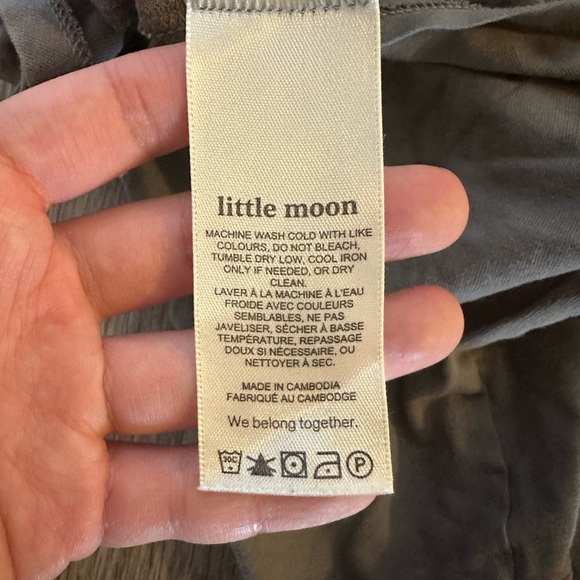 little moon
MACHINE WASH COLD WITH LIKE
COLOURS, DO NOT BLEACH,
TUMBLE DRY LOW, COOL IRON
ONLY IF NEEDED, OR DRY
CLEAN.
LAVER À LA MACHINE À L'EAU
FROIDE AVEC COULEURS
SEMBLABLES, NE PAS
JAVELISER, SÉCHER À BASSE
TEMPÉRATURE, REPASSAGE
DOUX SI NÉCESSAIRE, OU
NETTOYER À SEC.
MADE IN CAMBODIA
FABRIQUÉ AU CAMBODGE
We belong together.
30C P